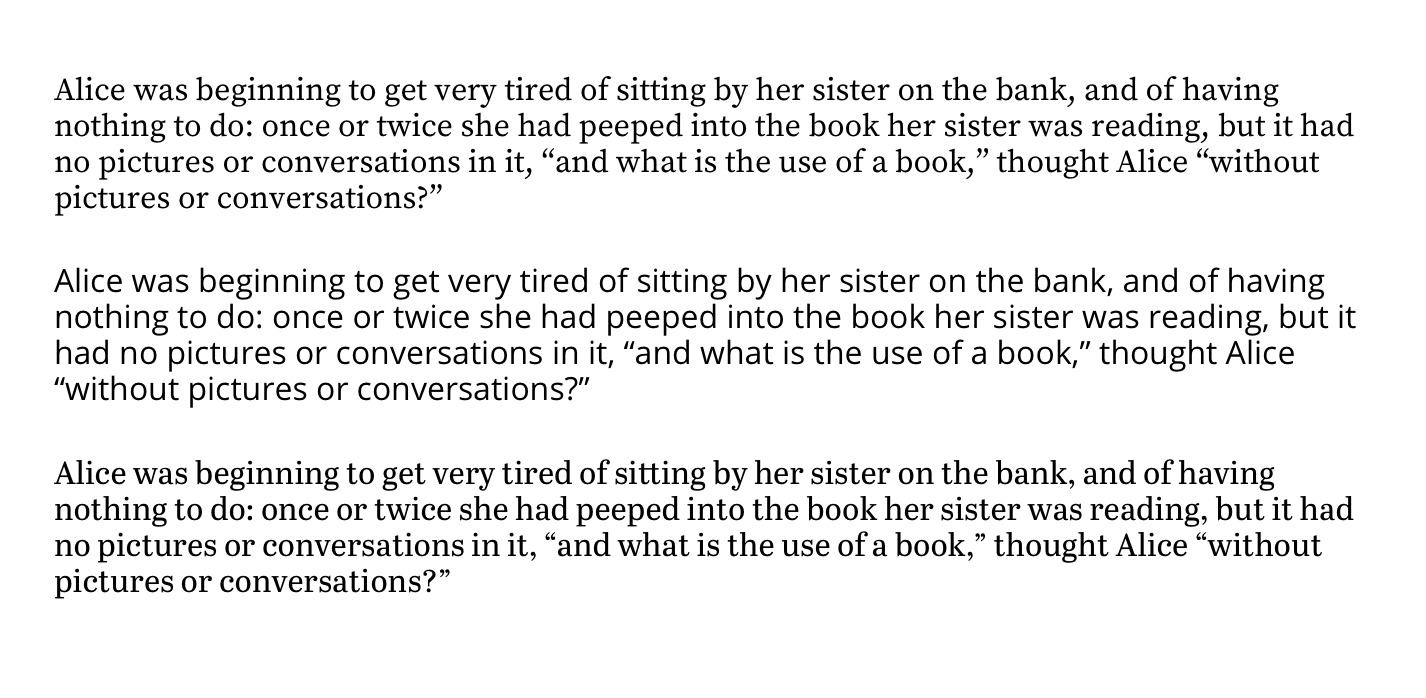 Alice was beginning to get very tired of sitting by her sister on the bank, and of having
nothing to do: once or twice she had peeped into the book her sister was reading, but it had
no pictures or conversations in it, “and what is the use of a book,” thought Alice “without
pictures or conversations?”
Alice was beginning to get very tired of sitting by her sister on the bank, and of having
nothing to do: once or twice she had peeped into the book her sister was reading, but it
had no pictures or conversations in it, “and what is the use of a book,” thought Alice
“without pictures or conversations?”
Alice was beginning to get very tired of sitting by her sister on the bank, and of having
nothing to do: once or twice she had peeped into the book her sister was reading, but it had
no pictures or conversations in it, “and what is the use of a book,” thought Alice “without
pictures or conversations?”